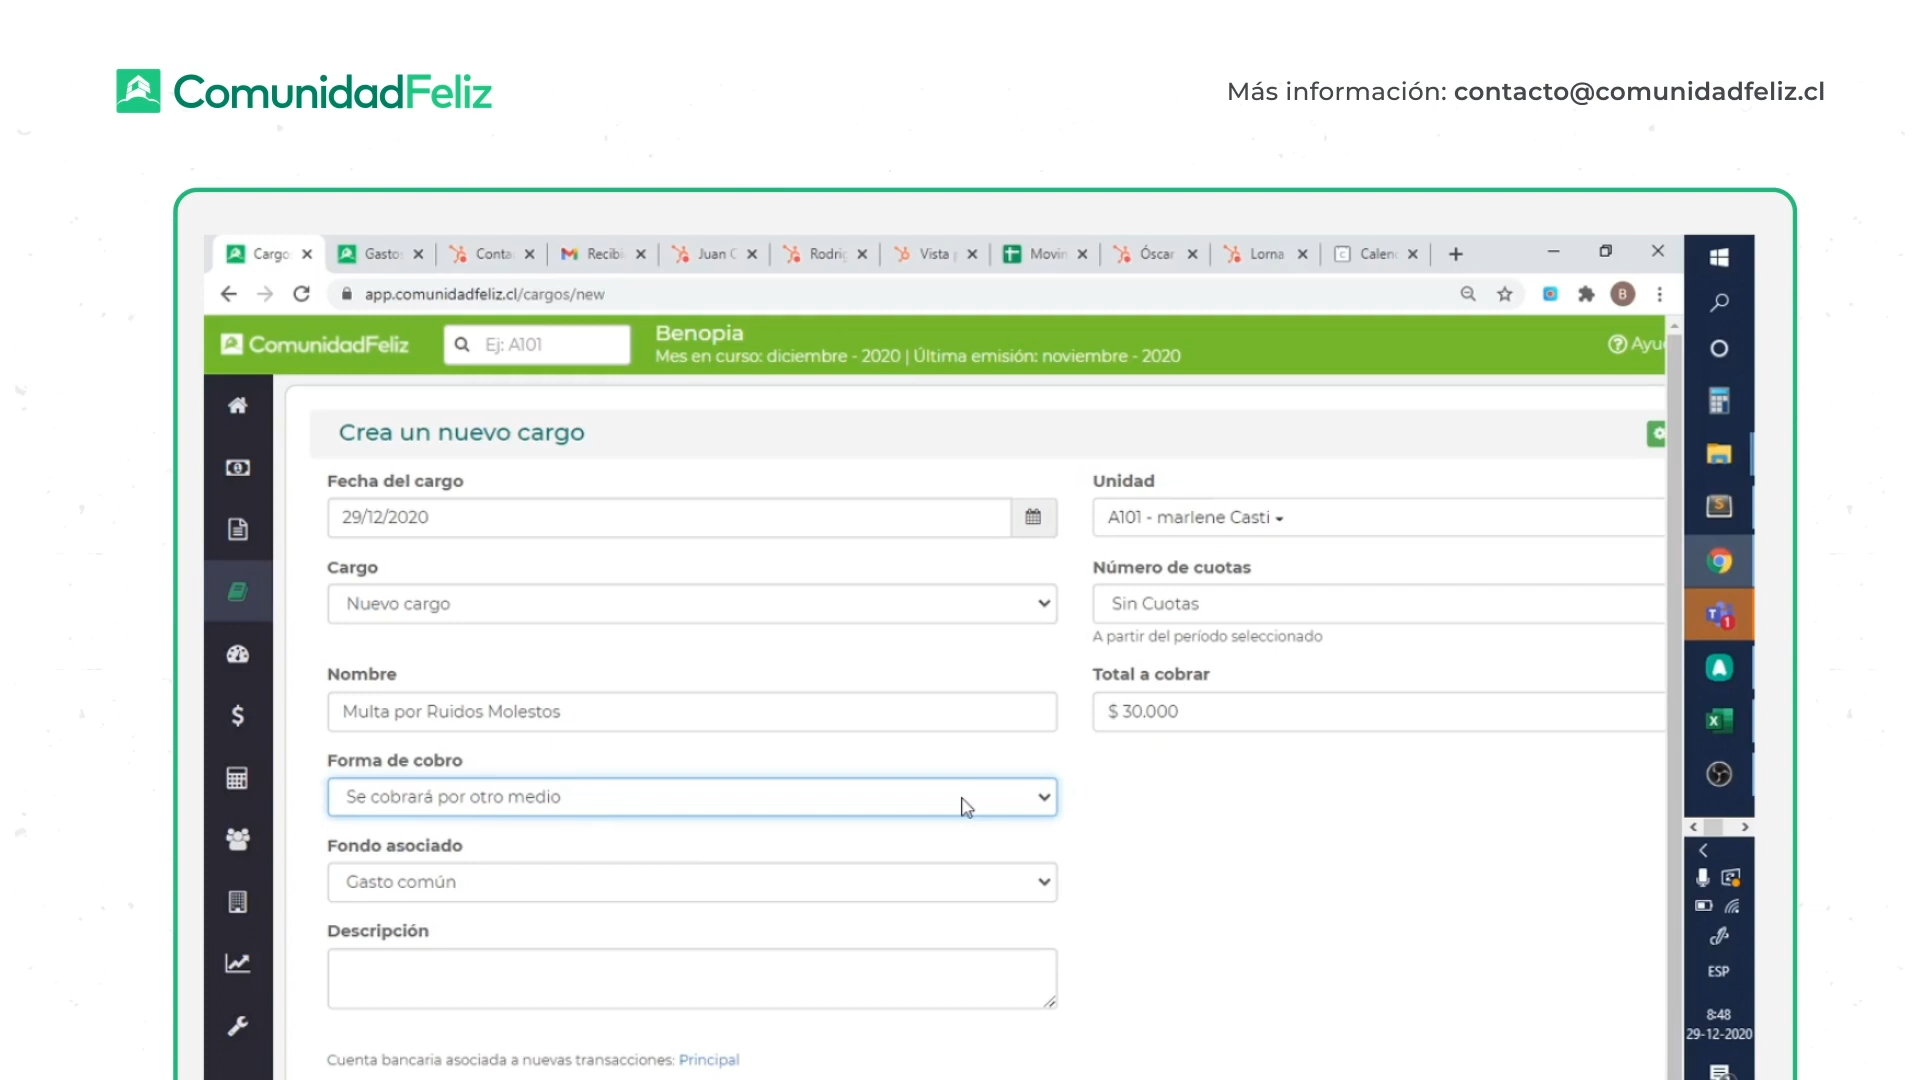 ComunidadFeliz
Más información: contacto@comunidadfeliz.cl
Cargo
Gastos
Conta
Recibi
Juan C
Rodrig
Vista
Movin
Óscar
Lorna
Calen
app.comunidadfeliz.cl/cargos/new
B
ComunidadFeliz
Ej: A101
Benopia
Mes en curso: diciembre - 2020 | Última emisión: noviembre - 2020
Ayu
Crea un nuevo cargo
Fecha del cargo
29/12/2020
Unidad
A101 - marlene Casti
Cargo
Nuevo cargo
Número de cuotas
Sin Cuotas
A partir del período seleccionado
Nombre
Multa por Ruidos Molestos
Total a cobrar
$ 30.000
Forma de cobro
Se cobrará por otro medio
Fondo asociado
Gasto común
Descripción
Cuenta bancaria asociada a nuevas transacciones: Principal
ESP
8:48
29-12-2020